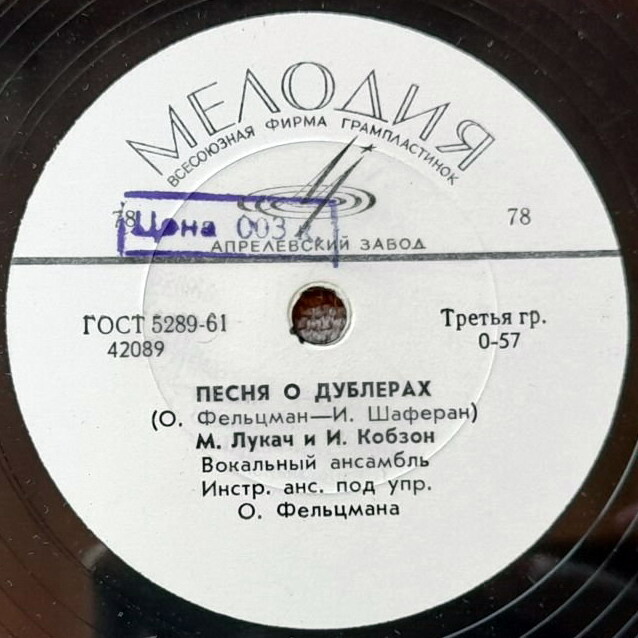 МЕЛОДИЯ
ВСЕСОЮЗНАЯ ФИРМА ГРАМПЛАСТИНОК
78 78
Цена 003
АПРЕЛЕВСКИЙ ЗАВОД
ГОСТ 5289-61 Третья гр.
42089 0-57
ПЕСНЯ О ДУБЛЕРАХ
(О. Фельцман—И. Шаферан)
М. Лукач и И. Кобзон
Вокальный ансамбль
Инстр. анс. под упр.
О. Фельцмана